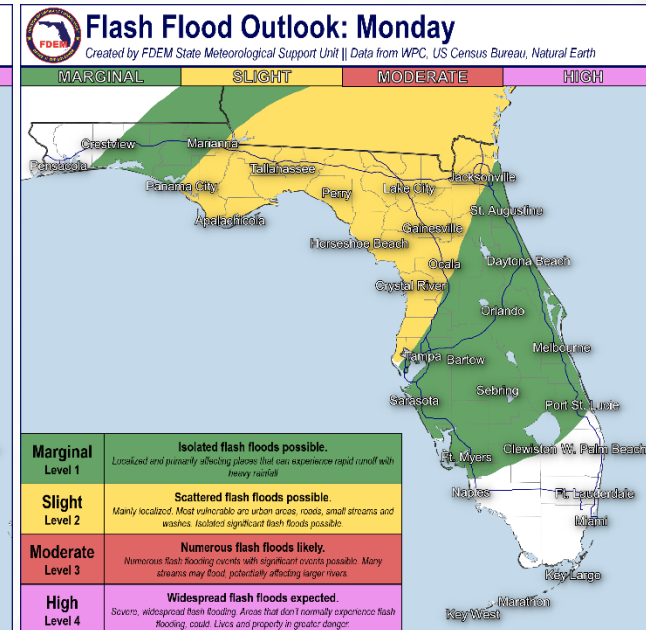 Flash Flood Outlook: Monday
FDEM
Created by FDEM State Meteorological Support Unit || Data from WPC, US Census Bureau, Natural Earth
MARGINAL SLIGHT MODERATE HIGH
Crestview
Marianna
Pensacola
Tallahassee
Jacksonville
Panama City
Perry
Lake City
Apalachicola
St. Augustine
Gainesville
Horseshoe Beach
Ocala
Daytona Beach
Crystal River
Orlando
Melbourne
Tampa
Bartow
Sebring
Sarasota
Port St. Lucie
Ft. Myers
Clewiston
W. Palm Beach
Naples
Ft. Lauderdale
Miami
Key Largo
Marathon
Key West
Marginal
Level 1
Isolated flash floods possible.
Localized and primarily affecting places that can experience rapid runoff with
heavy rainfall
Slight
Level 2
Scattered flash floods possible.
Mainly localized. Most vulnerable are urban areas, roads, small streams and
washes. Isolated significant flash floods possible.
Moderate
Level 3
Numerous flash floods likely.
Numerous flash flooding events with significant events possible. Many
streams may flood, potentially affecting larger rivers.
High
Level 4
Widespread flash floods expected.
Severe, widespread flash flooding. Areas that don't normally experience flash
flooding, could. Lives and property in greater danger.